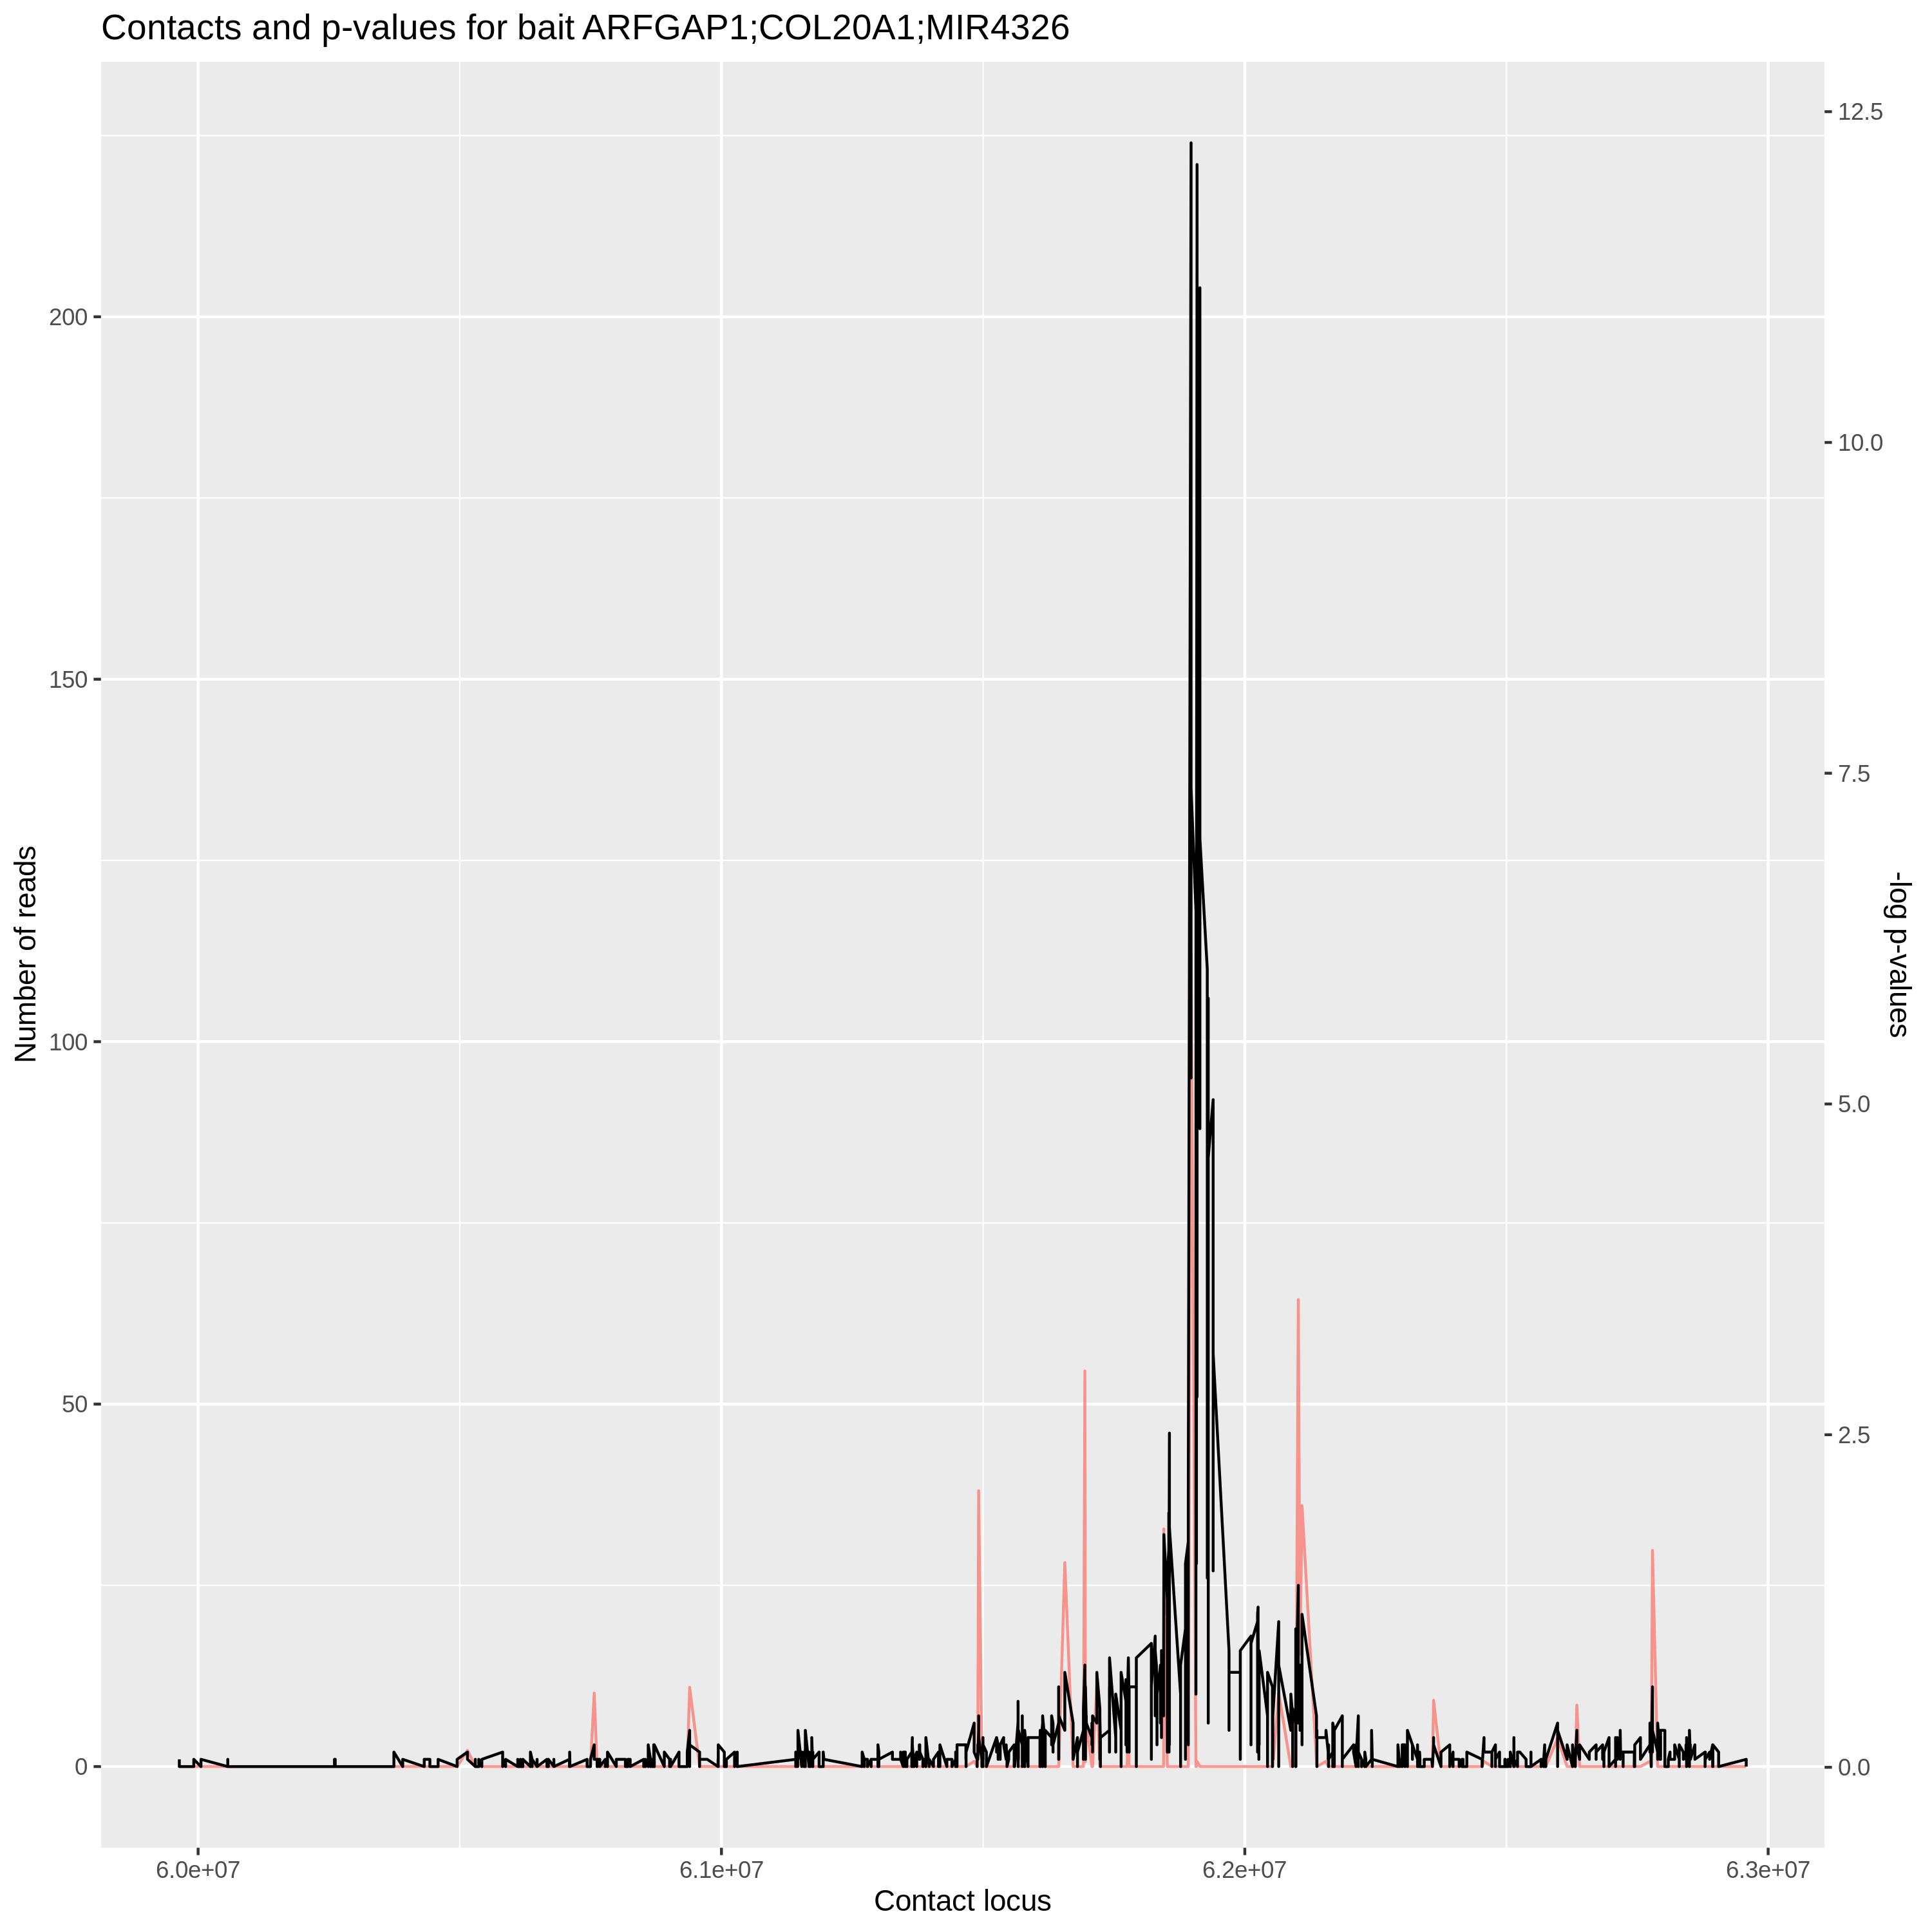 Contacts and p-values for bait ARFGAP1;COL20A1;MIR4326
12.5
200
10.0
150
7.5
Number of reads
-log p-values
100
5.0
50
2.5
0
0.0
6.0e+07
6.1e+07
6.2e+07
6.3e+07
Contact locus